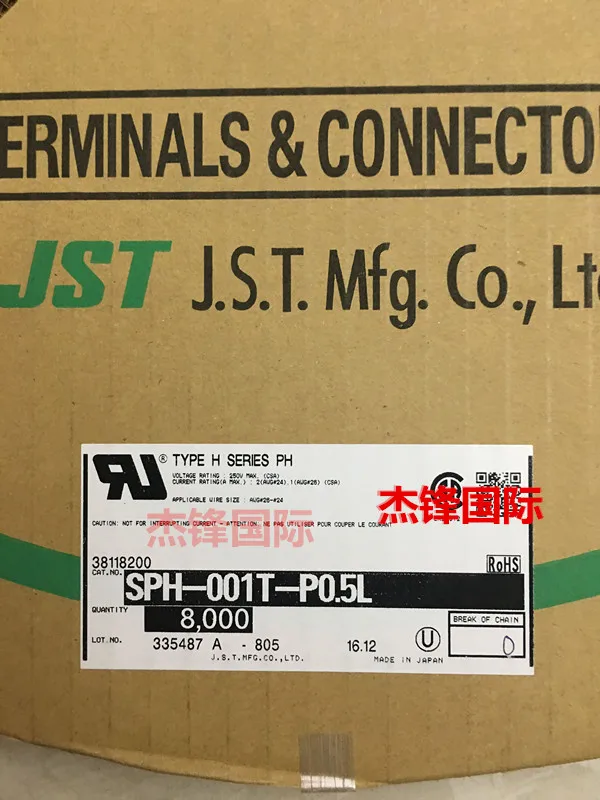 ERMINALS & CONNECTO
JST J.S.T. Mfg. Co., Lt
TYPE H SERIES PH
VOLTAGE RATING : 250V MAX. (CSA)
CURRENT RATING(A MAX.) : 2(AWG#24),1(AWG#28) (CSA)
APPLICABLE WIRE SIZE : AWG#28-#24
杰锋国际
CAUTION: NOT FOR INTERRUPTING CURRENT - ATTENTION. NE PAS UTILISER POUR COUPER LE COURANT
杰锋国际
38118200
RoHS
CAT.NO. SPH-001T-P0.5L
QUANTITY 8,000
BREAK OF CHAIN
0
LOT NO. 335487 A - 805 16.12 U
J.S.T.MFG.CO.,LTD. MADE IN JAPAN